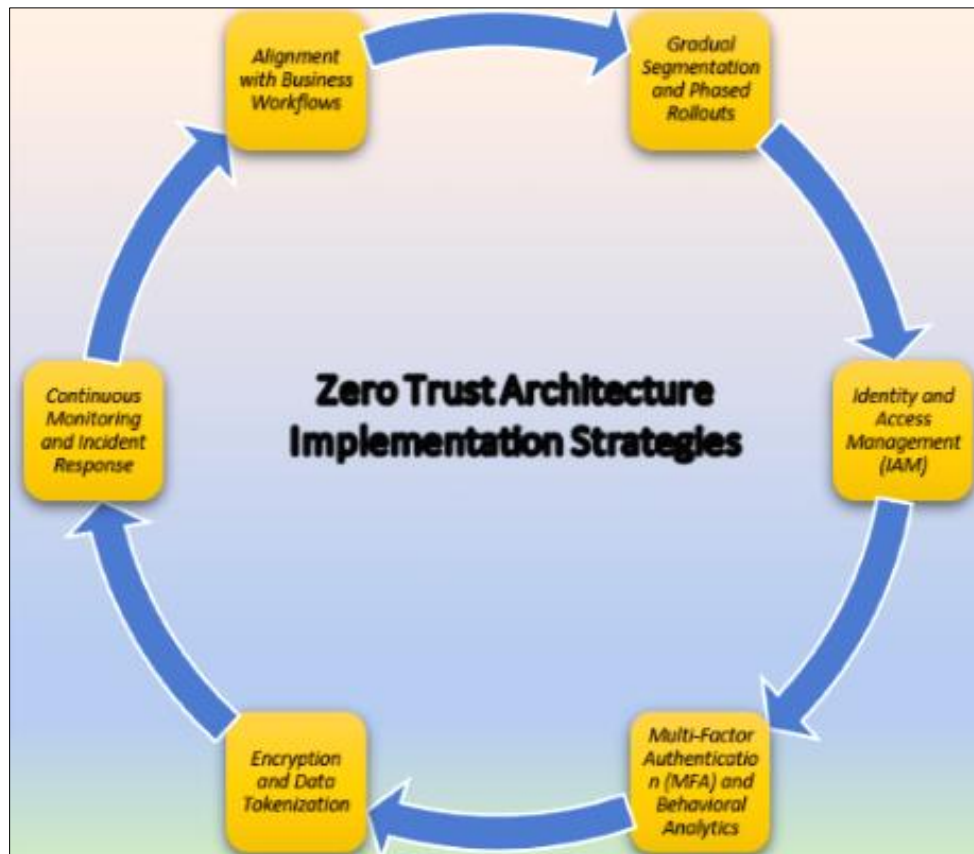 Alignment
with Business
Workflows
Gradual
Segmentation
and Phased
Rollouts
Zero Trust Architecture
Implementation Strategies
Identity and
Access
Management
(IAM)
Multi-Factor
Authenticatio
n (MFA) and
Behavioral
Analytics
Encryption
and Data
Tokenization
Continuous
Monitoring
and Incident
Response